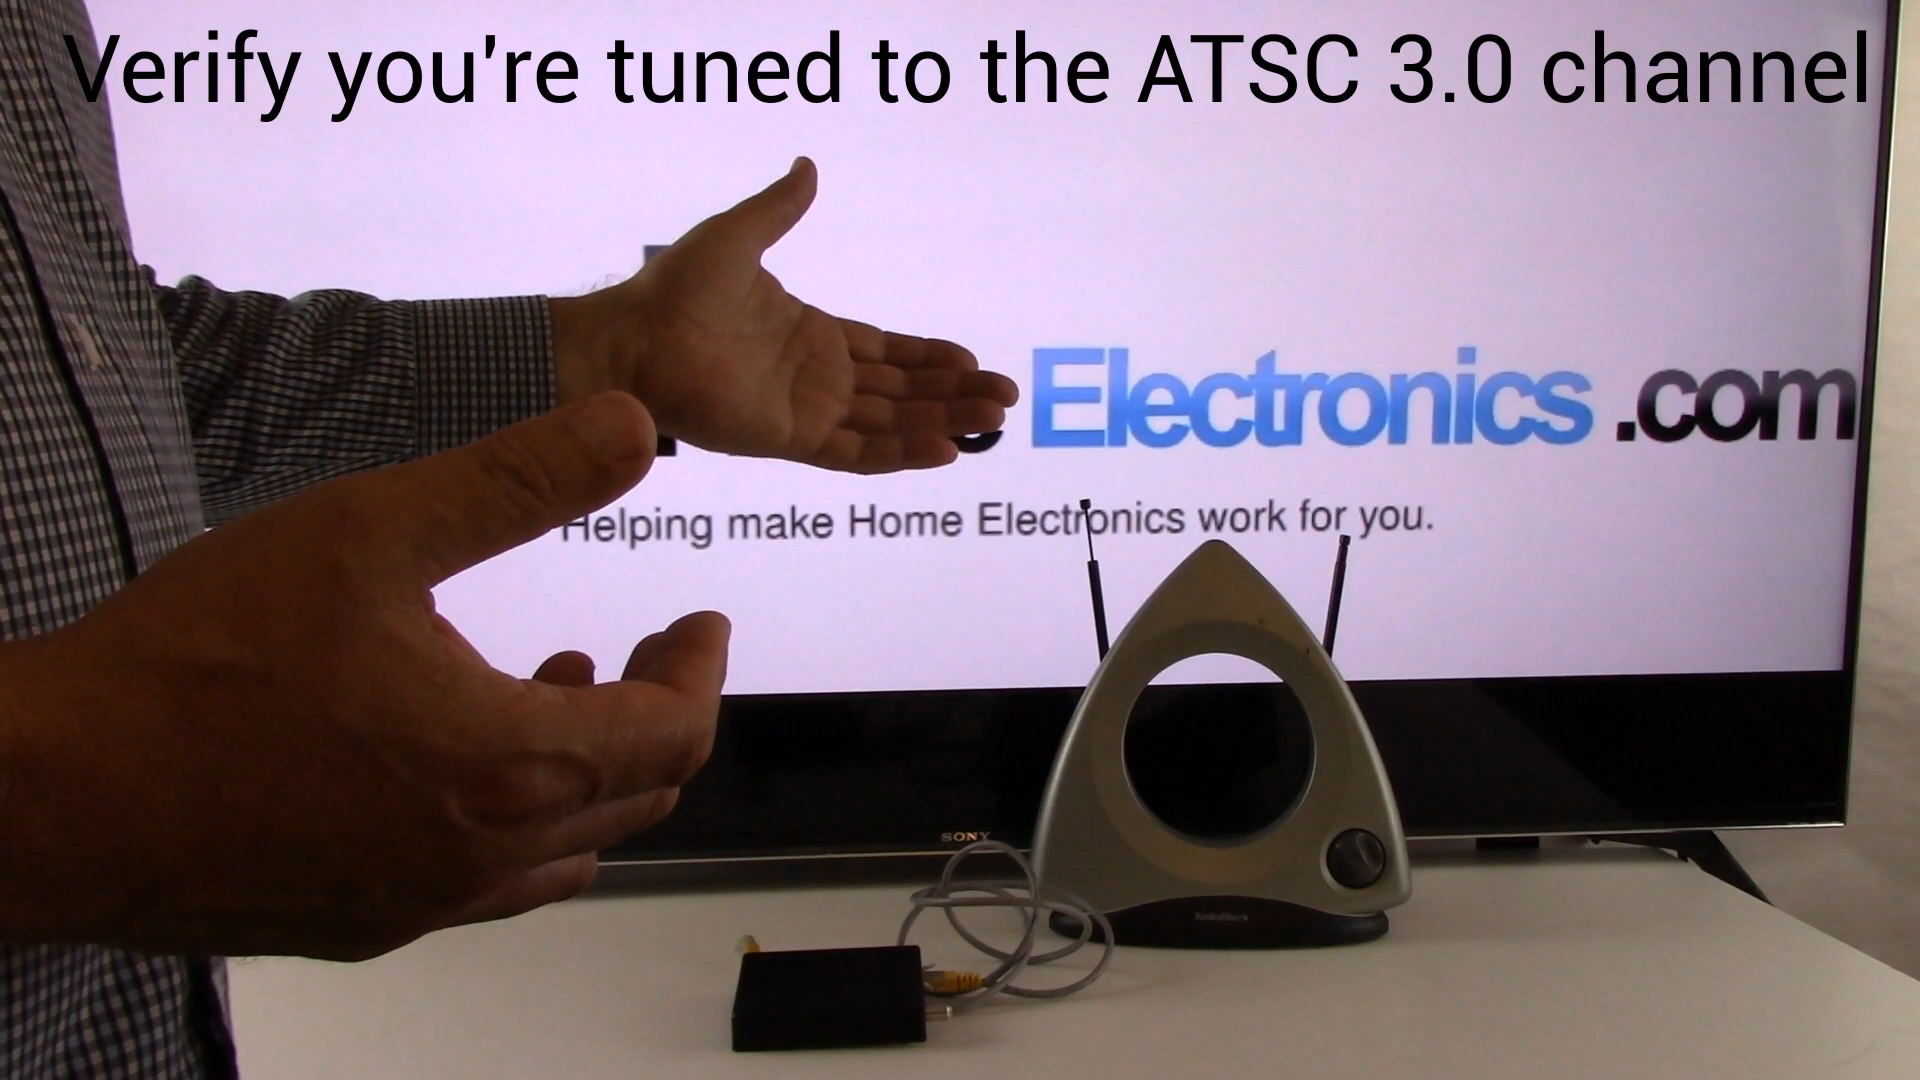 Verify you're tuned to the ATSC 3.0 channel
Electronics .com
Helping make Home Electronics work for you.
SONY
RadioShack